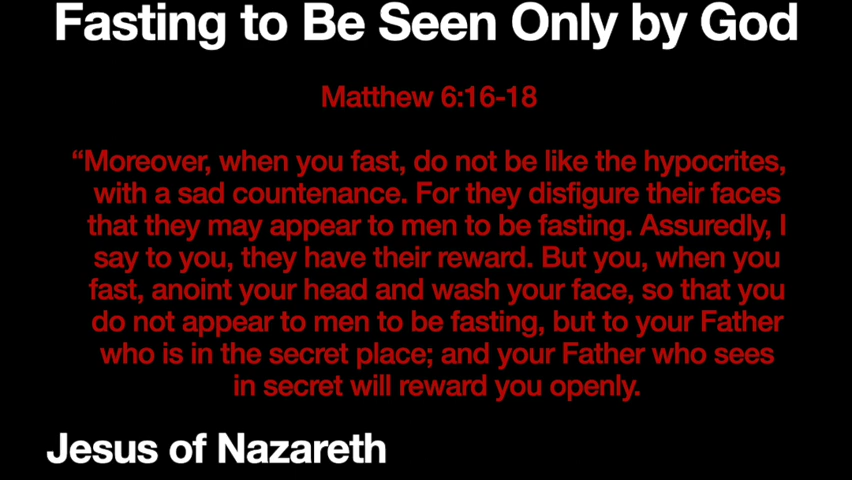 Fasting to Be Seen Only by God
Matthew 6:16-18
“Moreover, when you fast, do not be like the hypocrites,
with a sad countenance. For they disfigure their faces
that they may appear to men to be fasting. Assuredly, I
say to you, they have their reward. But you, when you
fast, anoint your head and wash your face, so that you
do not appear to men to be fasting, but to your Father
who is in the secret place; and your Father who sees
in secret will reward you openly.
Jesus of Nazareth